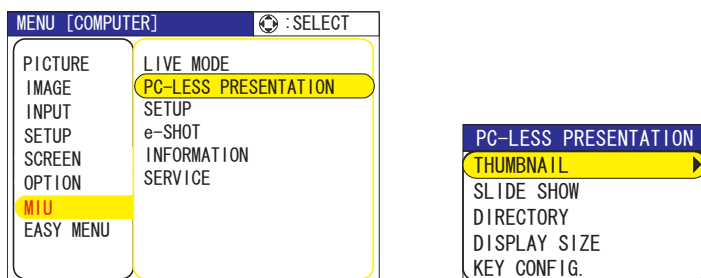 MENU [COMPUTER] :SELECT
PICTURE
IMAGE
INPUT
SETUP
SCREEN
OPTION
MIU
EASY MENU
LIVE MODE
PC-LESS PRESENTATION
SETUP
e-SHOT
INFORMATION
SERVICE
PC-LESS PRESENTATION
THUMBNAIL
SLIDE SHOW
DIRECTORY
DISPLAY SIZE
KEY CONFIG.